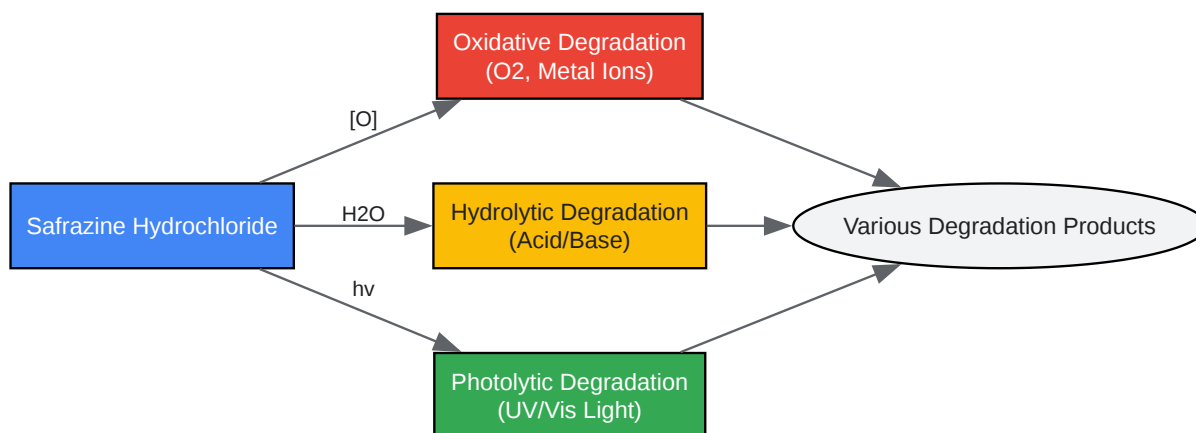 Oxidative Degradation
(O2, Metal Ions)
[O]
Safrazine Hydrochloride
H2O
Hydrolytic Degradation
(Acid/Base)
Various Degradation Products
hv
Photolytic Degradation
(UV/Vis Light)